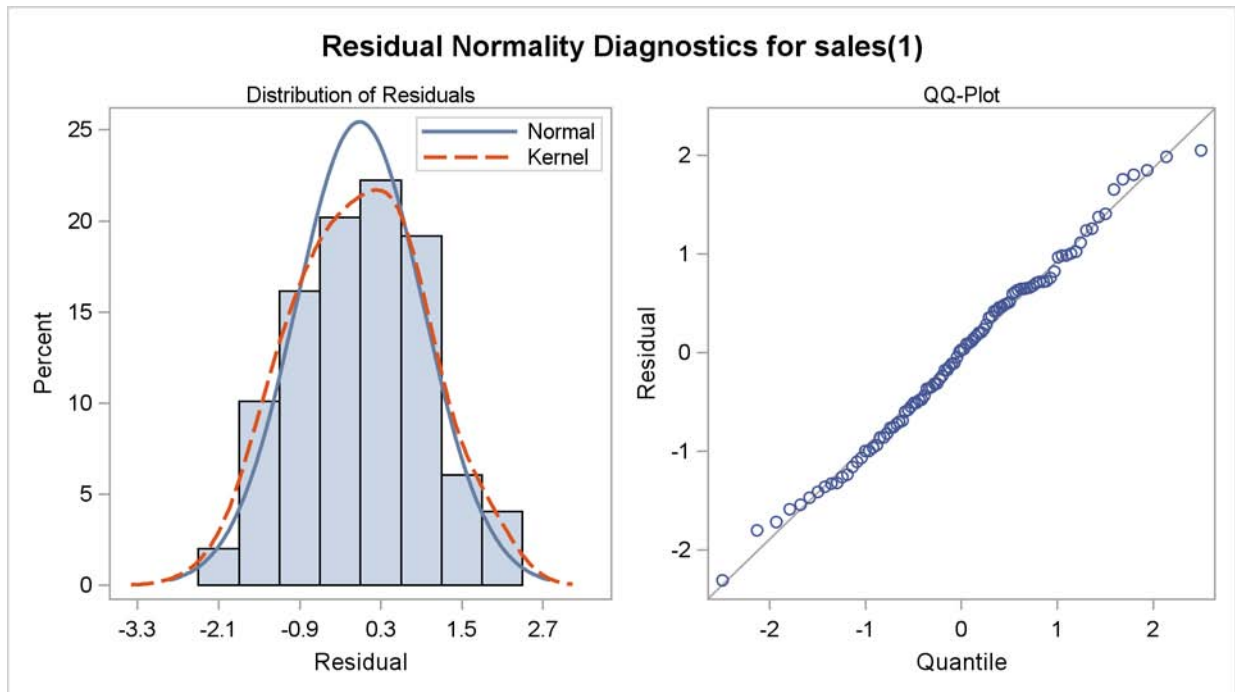 Residual Normality Diagnostics for sales(1)
Distribution of Residuals
Normal
Kernel
Percent
25
20
15
10
5
0
-3.3 -2.1 -0.9 0.3 1.5 2.7
Residual
QQ-Plot
Residual
2
1
0
-1
-2
-2 -1 0 1 2
Quantile